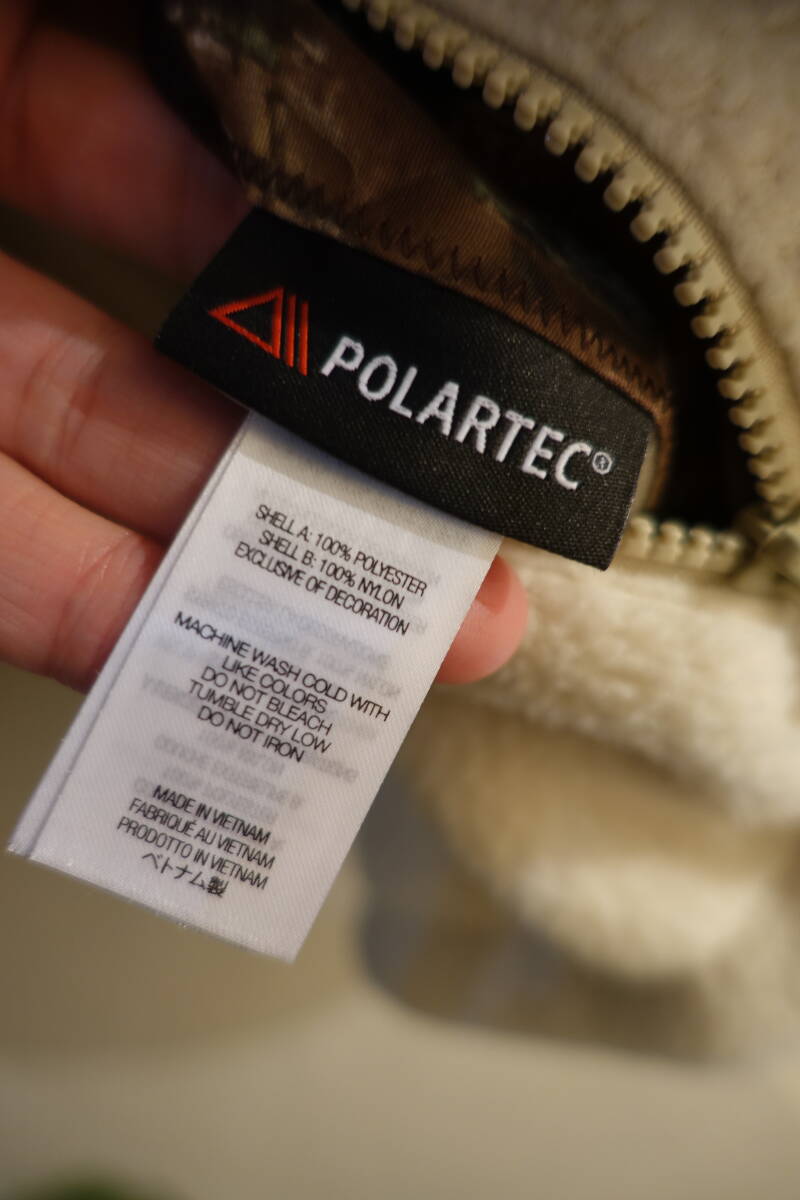 POLARTEC®
SHELL A: 100% POLYESTER
SHELL B: 100% NYLON
EXCLUSIVE OF DECORATION
MACHINE WASH COLD WITH
LIKE COLORS
DO NOT BLEACH
TUMBLE DRY LOW
DO NOT IRON
MADE IN VIETNAM
FABRIQUÉ AU VIETNAM
PRODOTTO IN VIETNAM
ベトナム製